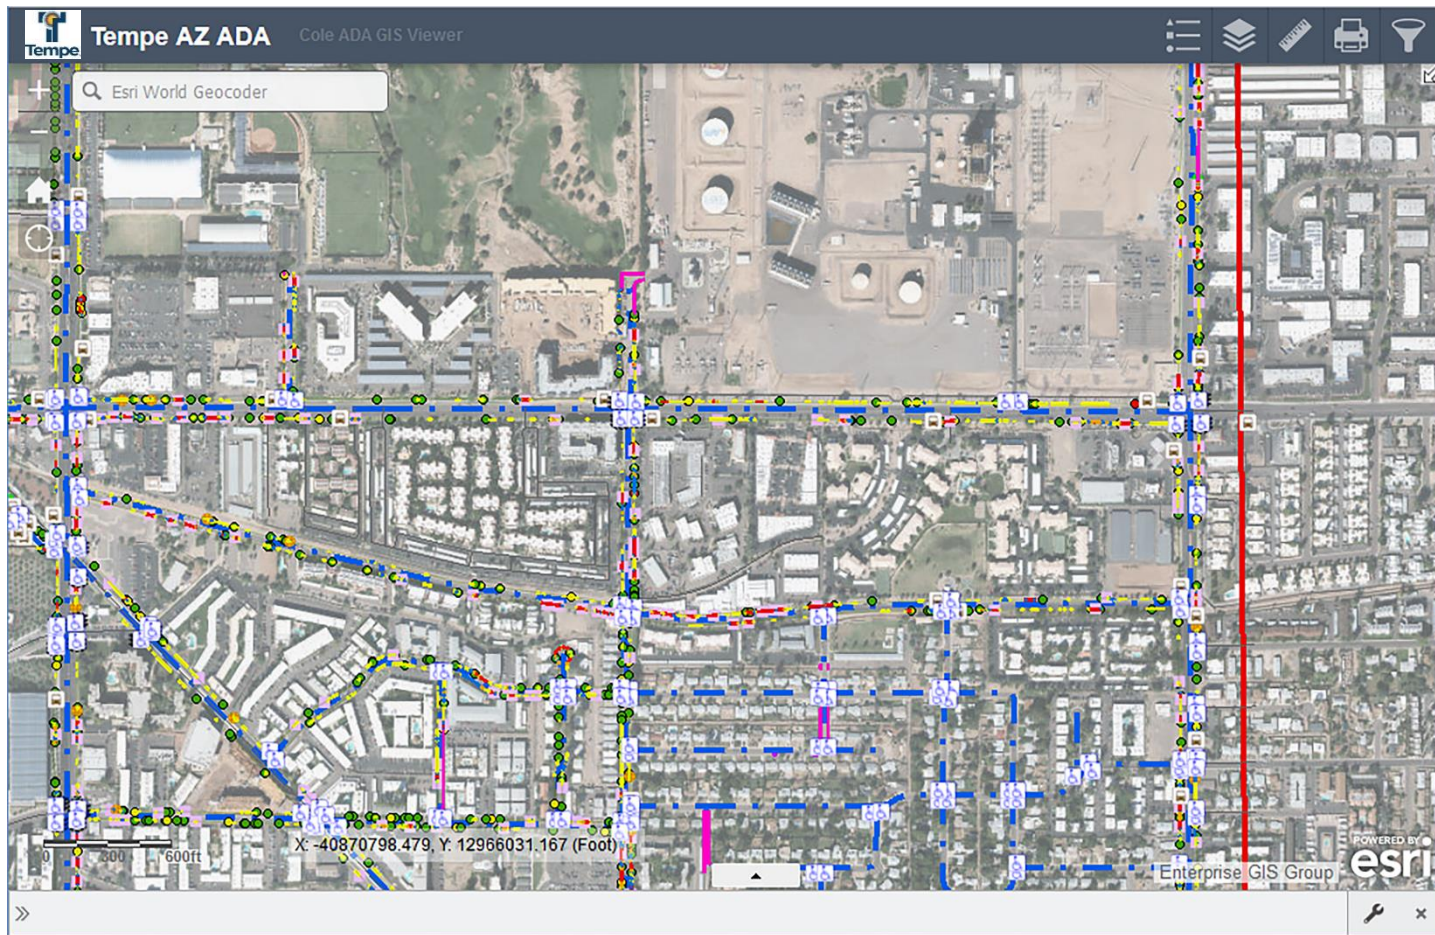 Tempe
Tempe AZ ADA
Cole ADA GIS Viewer
Esri World Geocoder
0 300 600ft
X: -40870798.479, Y: 12966031.167 (Foot)
POWERED BY
esri
Enterprise GIS Group